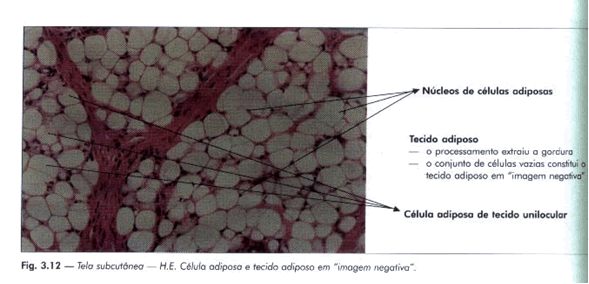 Núcleos de células adiposas
Tecido adiposo
— o processamento extraiu a gordura
— o conjunto de células vazias constitui o
tecido adiposo em "imagem negativa"
Célula adiposa de tecido unilocular
Fig. 3.12 — Tela subcutânea — H.E. Célula adiposa e tecido adiposo em "imagem negativa".